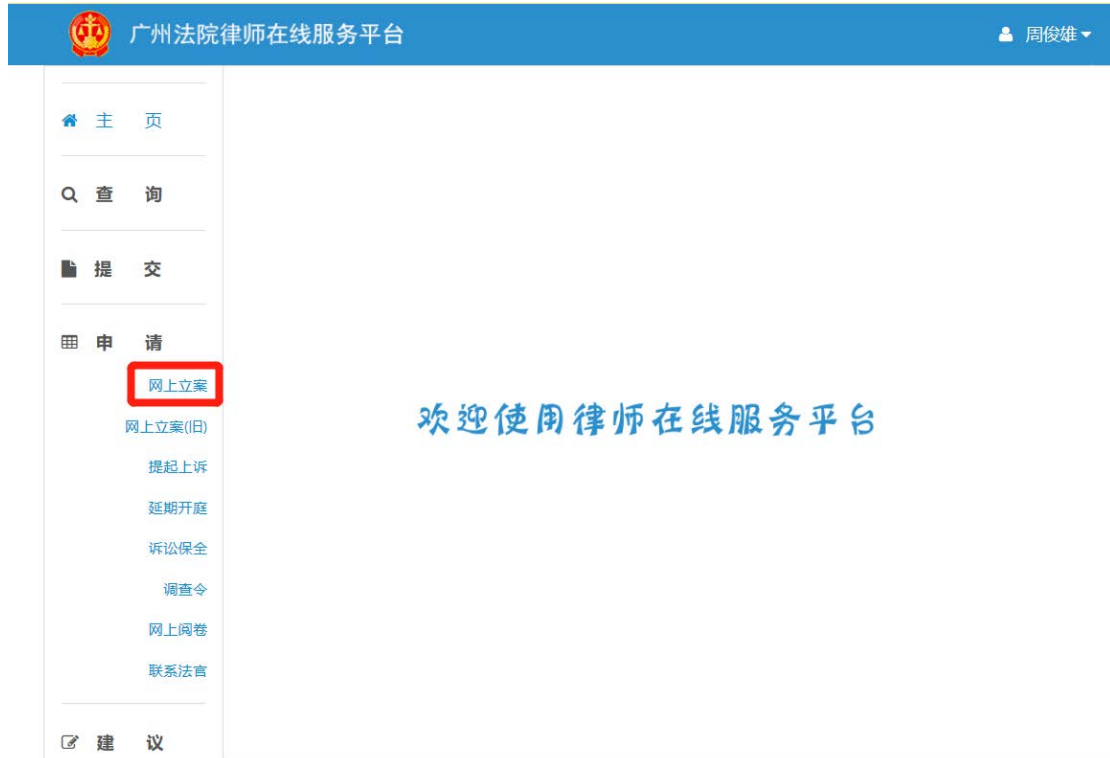 广州法院律师在线服务平台
周俊雄
主 页
查 询
提 交
申 请
网上立案
网上立案(旧)
提起上诉
延期开庭
诉讼保全
调查令
网上阅卷
联系法官
建 议
欢迎使用律师在线服务平台